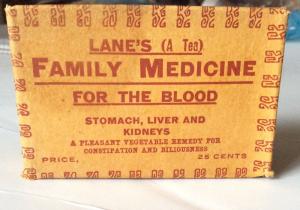 LANE'S (A Tea)
FAMILY MEDICINE
FOR THE BLOOD
STOMACH, LIVER AND
KIDNEYS
A PLEASANT VEGETABLE REMEDY FOR
CONSTIPATION AND BILIOUSNESS
PRICE, 25 CENTS